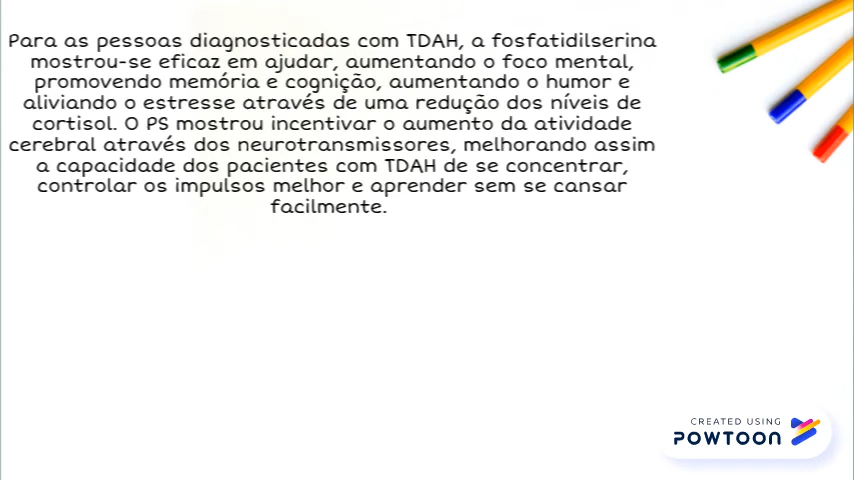 Para as pessoas diagnosticadas com TDAH, a fosfatidilserina
mostrou-se eficaz em ajudar, aumentando o foco mental,
promovendo memória e cognição, aumentando o humor e
aliviando o estresse através de uma redução dos níveis de
cortisol. O PS mostrou incentivar o aumento da atividade
cerebral através dos neurotransmissores, melhorando assim
a capacidade dos pacientes com TDAH de se concentrar,
controlar os impulsos melhor e aprender sem se cansar
facilmente.
CREATED USING
POWTOON